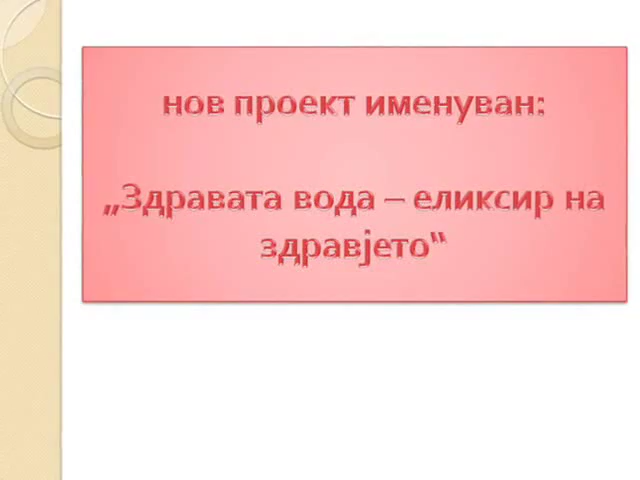 нов проект именуван:
„Здравата вода – еликсир на
здравјето“